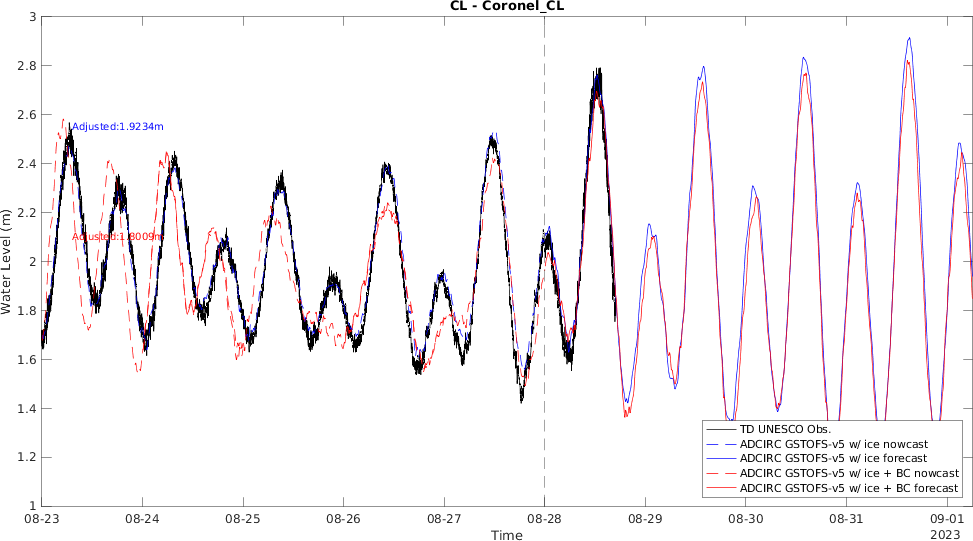 CL - Coronel_CL
3
2.8
2.6
2.4
2.2
2
1.8
1.6
1.4
1.2
1
Water Level (m)
Adjusted:1.9234m
Adjusted:1.8009m
TD UNESCO Obs.
ADCIRC GSTOFS-v5 w/ ice nowcast
ADCIRC GSTOFS-v5 w/ ice forecast
ADCIRC GSTOFS-v5 w/ ice + BC nowcast
ADCIRC GSTOFS-v5 w/ ice + BC forecast
08-23 08-24 08-25 08-26 08-27 08-28 08-29 08-30 08-31 09-01
2023
Time